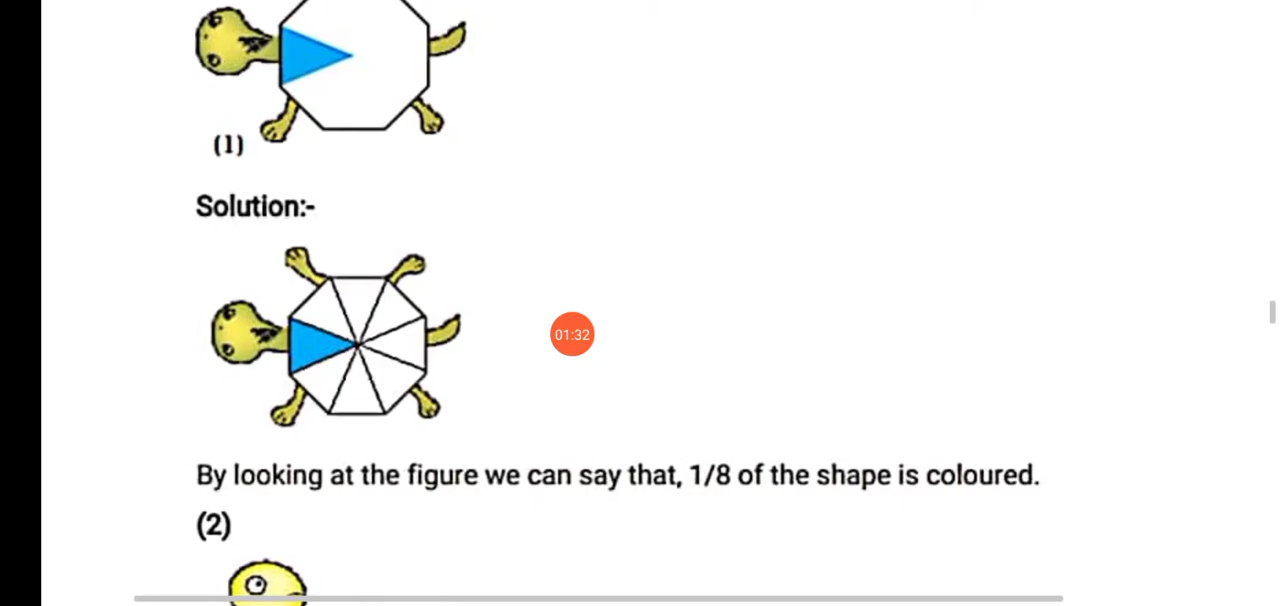 (1)
Solution:-
01:32
By looking at the figure we can say that, 1/8 of the shape is coloured.
(2)